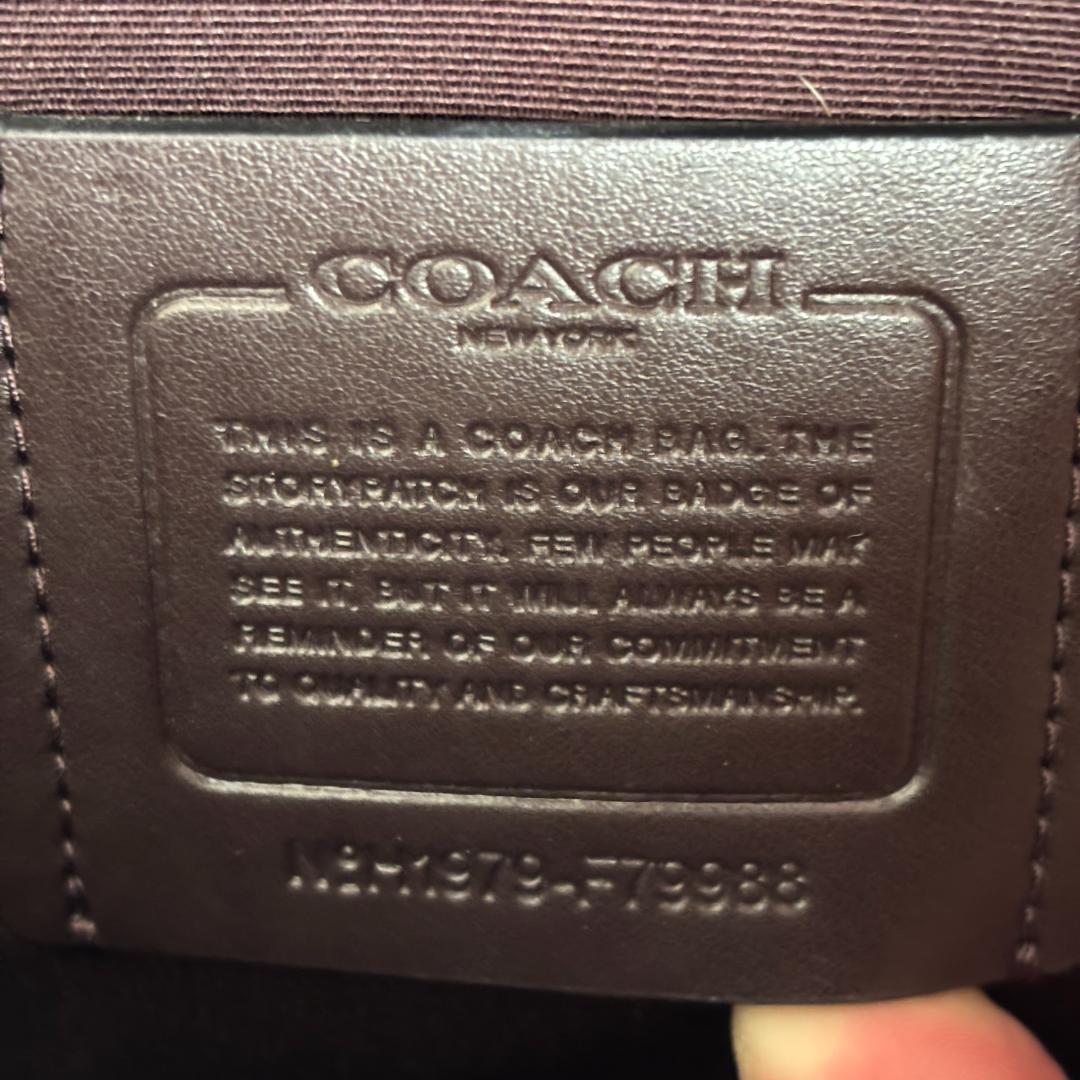 COACH
NEW YORK
THIS IS A COACH BAG. THE
STORYPATCH IS OUR BADGE OF
AUTHENTICITY. FEW PEOPLE MAY
SEE IT, BUT IT WILL ALWAYS BE A
REMINDER OF OUR COMMITMENT
TO QUALITY AND CRAFTSMANSHIP.
F79988